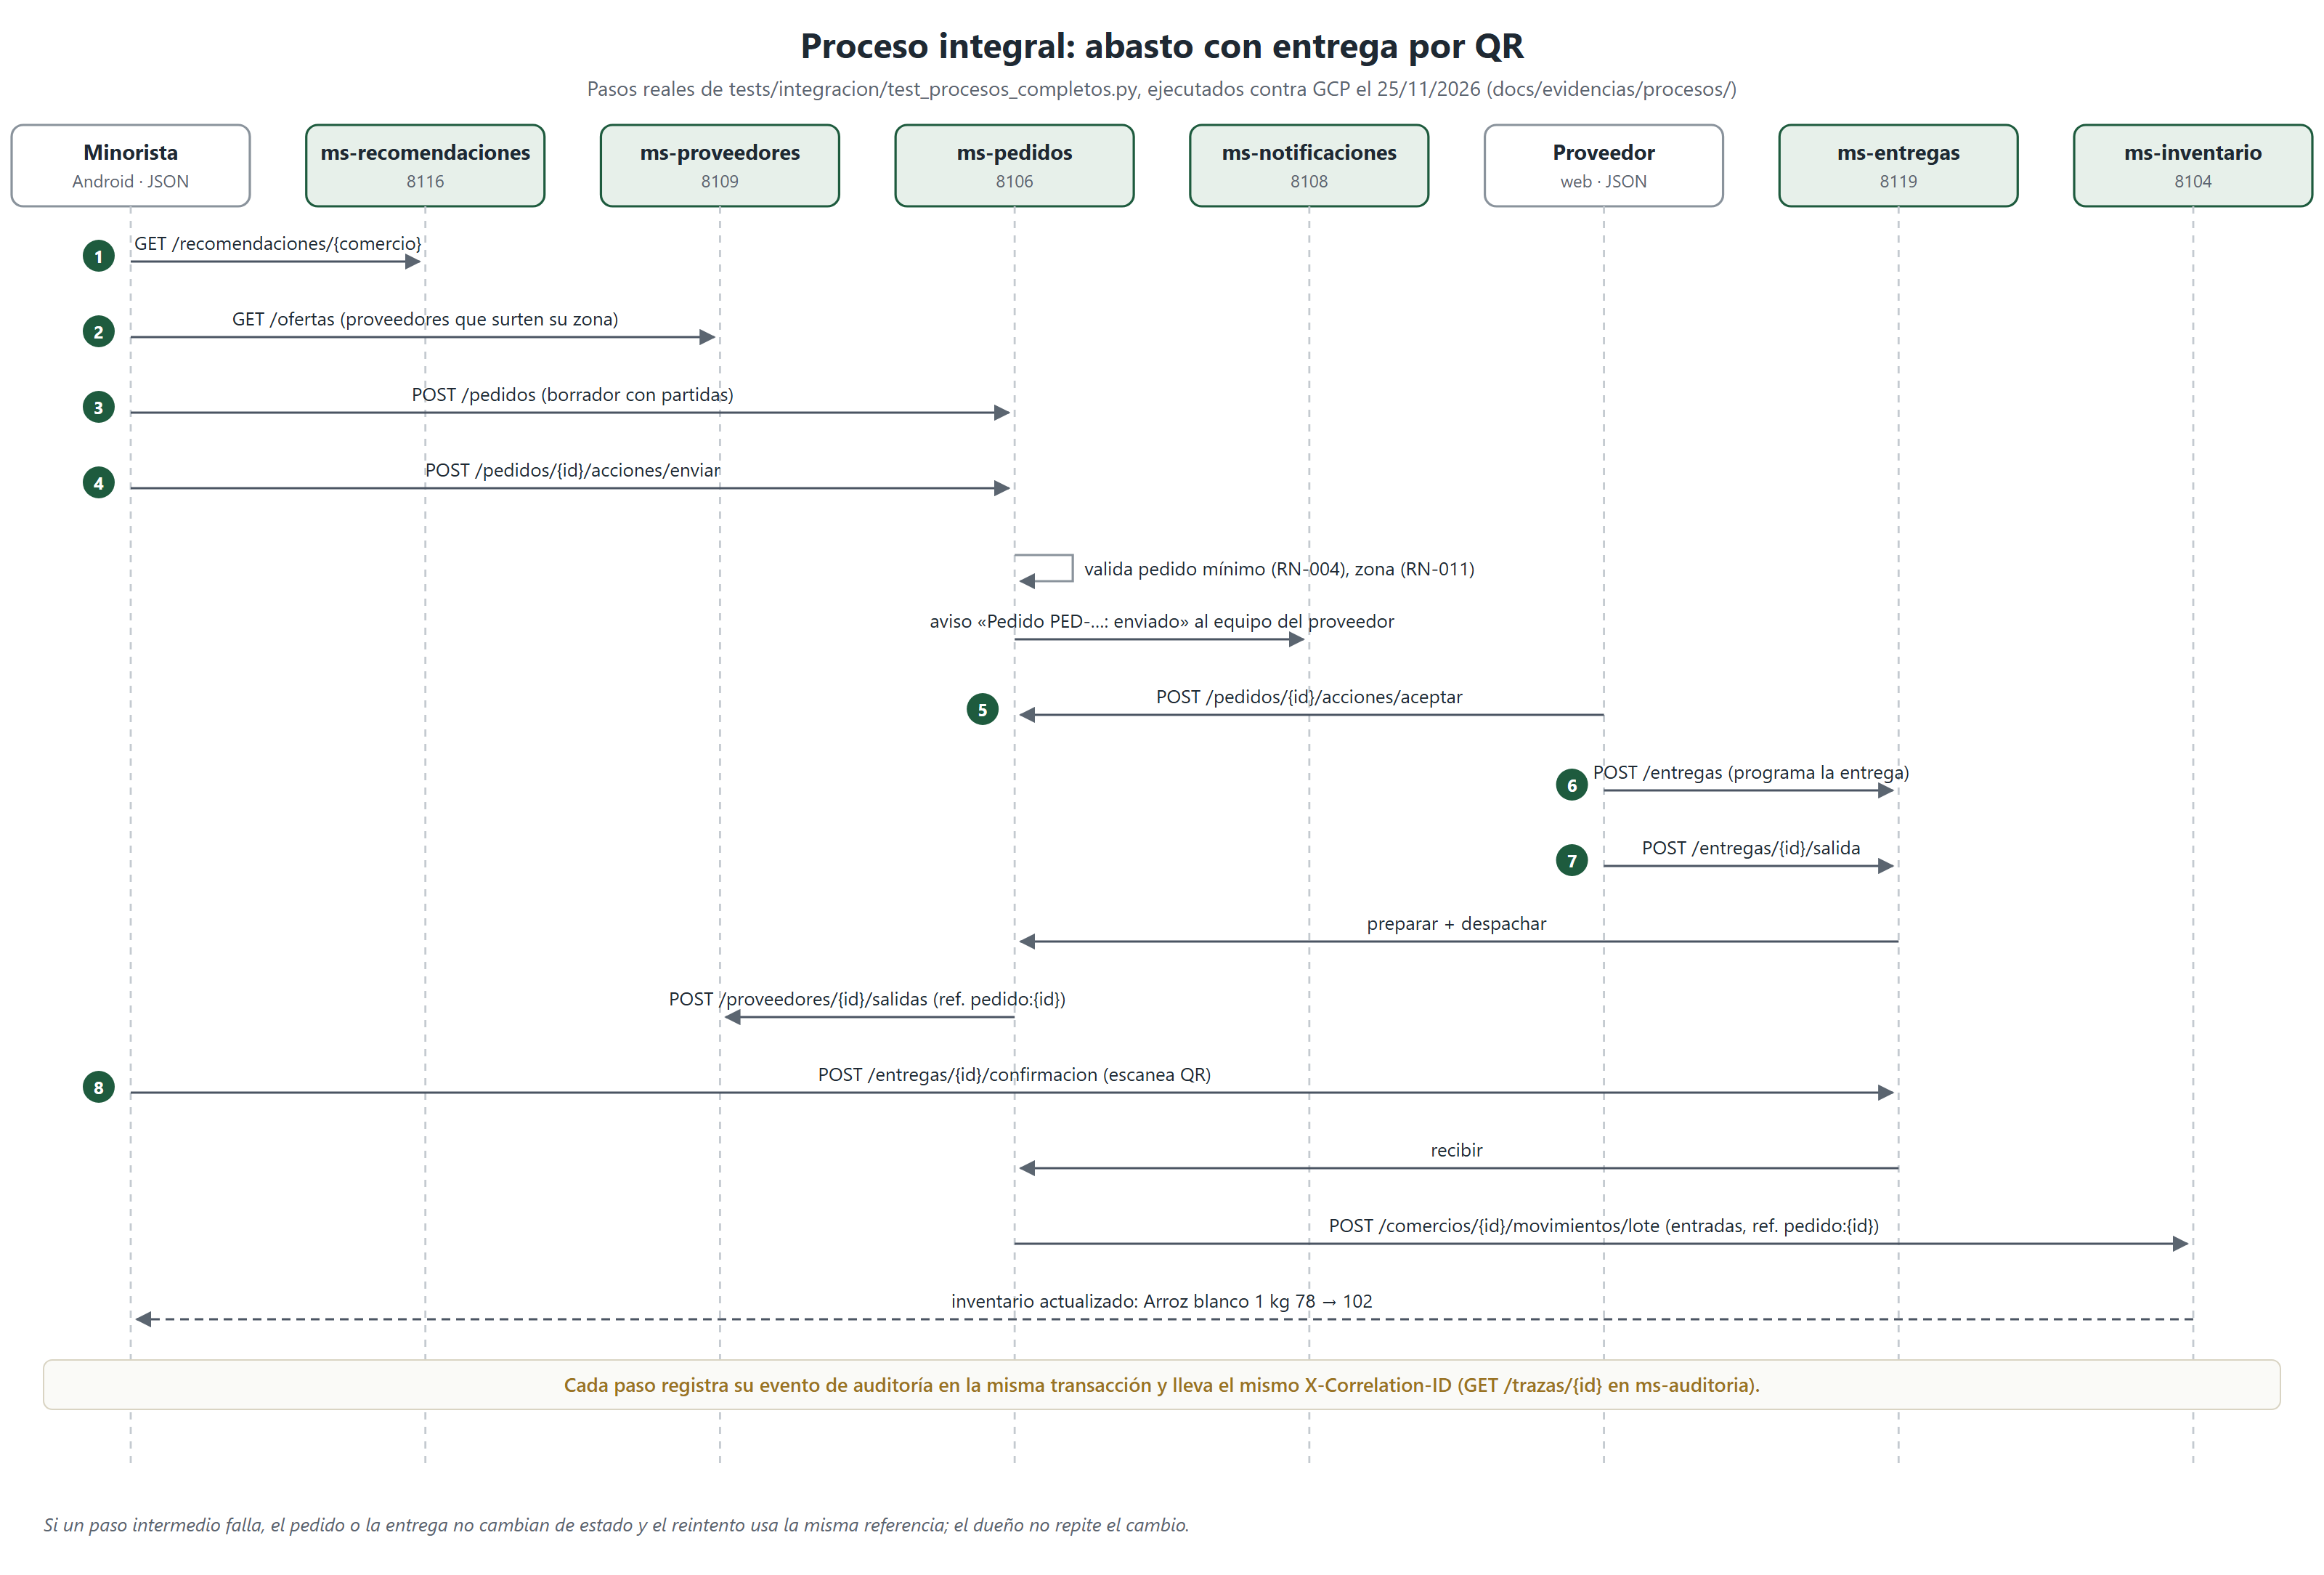 Proceso integral: abasto con entrega por QR
Pasos reales de tests/integracion/test_procesos_completos.py, ejecutados contra GCP el 25/11/2026 (docs/evidencias/procesos/)
Minorista
Android · JSON
ms-recomendaciones
8116
ms-proveedores
8109
ms-pedidos
8106
ms-notificaciones
8108
Proveedor
web · JSON
ms-entregas
8119
ms-inventario
8104
1
GET /recomendaciones/{comercio}
2
GET /ofertas (proveedores que surten su zona)
3
POST /pedidos (borrador con partidas)
4
POST /pedidos/{id}/acciones/enviar
valida pedido mínimo (RN-004), zona (RN-011)
aviso «Pedido PED-…: enviado» al equipo del proveedor
5
POST /pedidos/{id}/acciones/aceptar
6
POST /entregas (programa la entrega)
7
POST /entregas/{id}/salida
preparar + despachar
POST /proveedores/{id}/salidas (ref. pedido:{id})
8
POST /entregas/{id}/confirmacion (escanea QR)
recibir
POST /comercios/{id}/movimientos/lote (entradas, ref. pedido:{id})
inventario actualizado: Arroz blanco 1 kg 78 → 102
Cada paso registra su evento de auditoría en la misma transacción y lleva el mismo X-Correlation-ID (GET /trazas/{id} en ms-auditoria).
Si un paso intermedio falla, el pedido o la entrega no cambian de estado y el reintento usa la misma referencia; el dueño no repite el cambio.